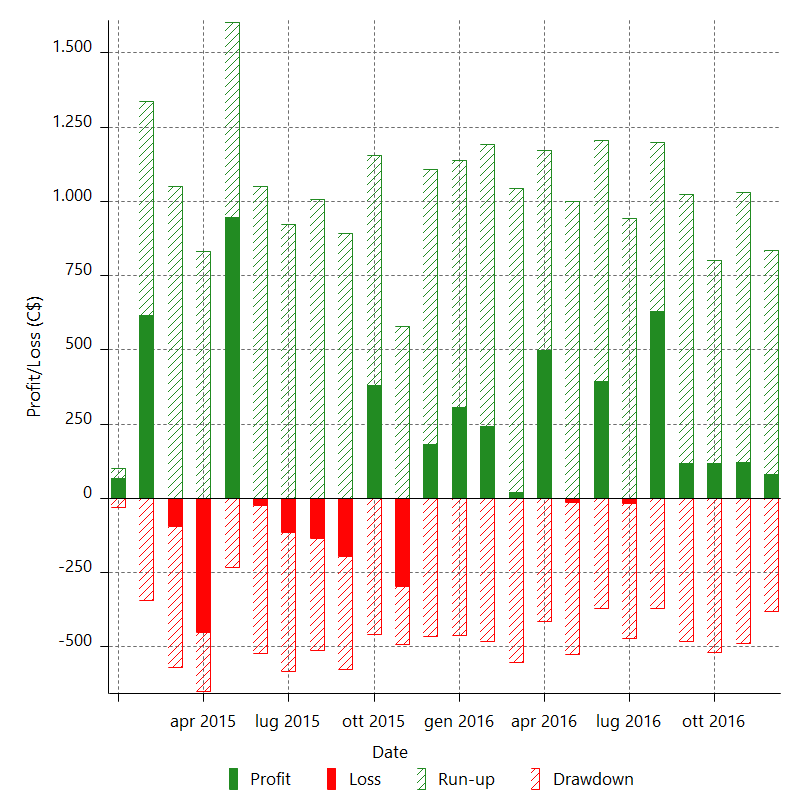 1.500
1.250
1.000
750
500
250
0
-250
-500
Profit/Loss (C$)
apr 2015 lug 2015 ott 2015 gen 2016 apr 2016 lug 2016 ott 2016
Date
Profit Loss Run-up Drawdown